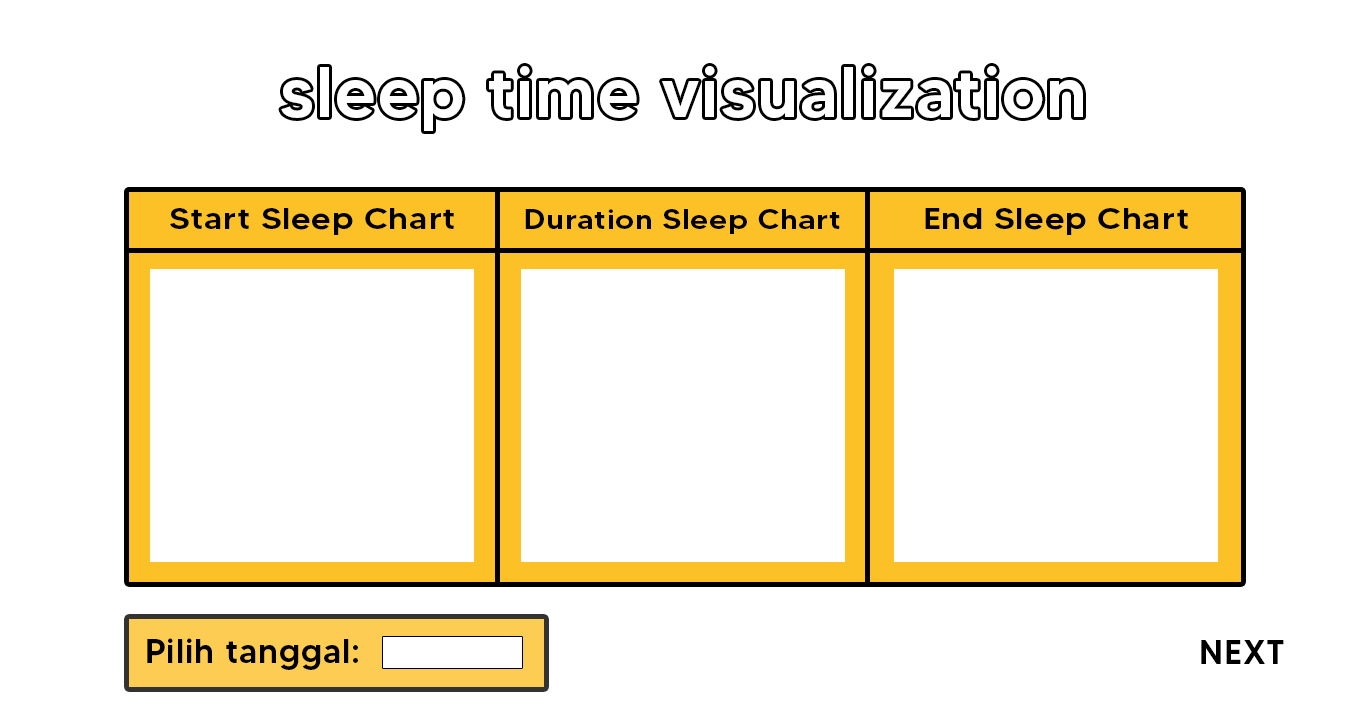 sleep time visualization
Start Sleep Chart
Duration Sleep Chart
End Sleep Chart
Pilih tanggal:
NEXT